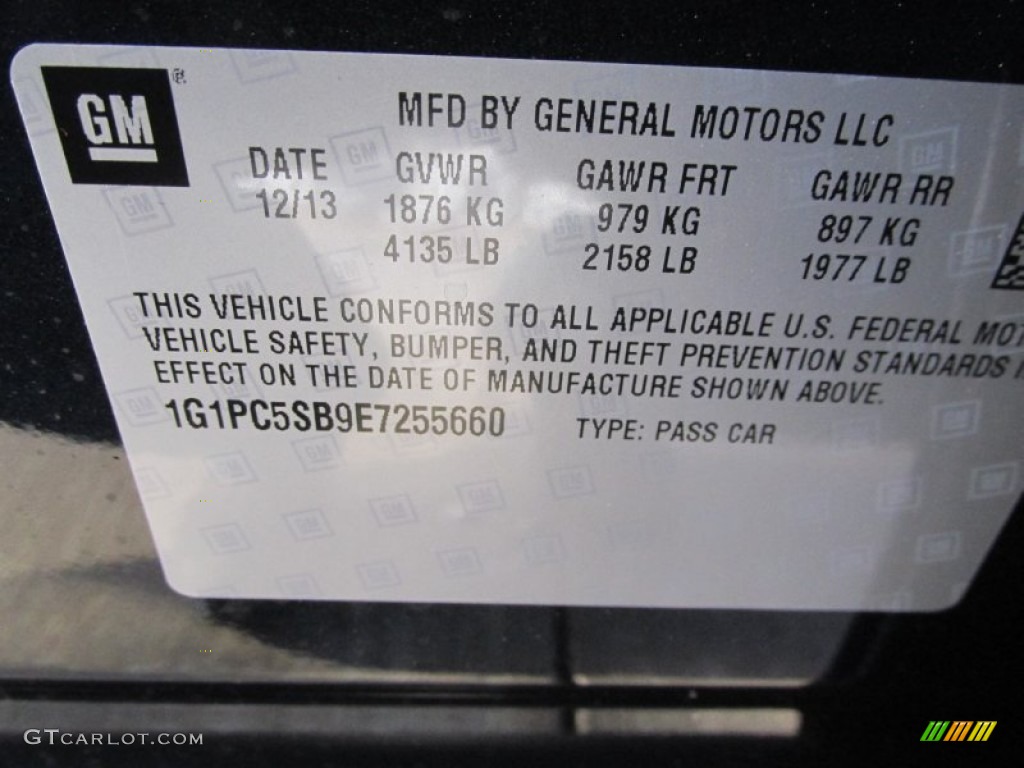 GM ®
MFD BY GENERAL MOTORS LLC
DATE GVWR GAWR FRT GAWR RR
12/13 1876 KG 979 KG 897 KG
4135 LB 2158 LB 1977 LB
THIS VEHICLE CONFORMS TO ALL APPLICABLE U.S. FEDERAL MOT
VEHICLE SAFETY, BUMPER, AND THEFT PREVENTION STANDARDS
EFFECT ON THE DATE OF MANUFACTURE SHOWN ABOVE.
1G1PC5SB9E7255660 TYPE: PASS CAR
GTCARLOT.COM